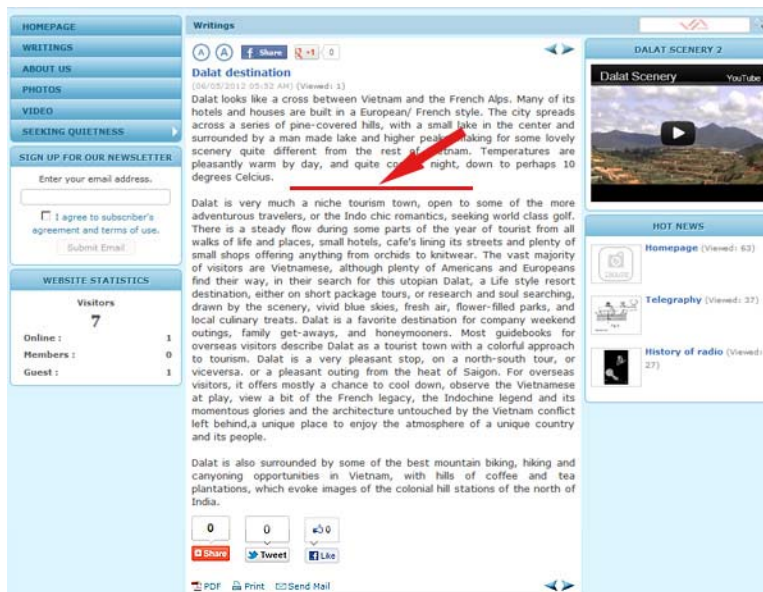 HOMEPAGE
WRITINGS
ABOUT US
PHOTOS
VIDEO
SEEKING QUIETNESS
SIGN UP FOR OUR NEWSLETTER
Enter your email address.
I agree to subscriber's
agreement and terms of use.
Submit Email
WEBSITE STATISTICS
Visitors
7
Online : 1
Members : 0
Guest : 1
Writings
A A f Share +1 0
Dalat destination
(06/05/2012 05:32 AM) (Viewed: 1)
Dalat looks like a cross between Vietnam and the French Alps. Many of its
hotels and houses are built in a European/ French style. The city spreads
across a series of pine-covered hills, with a small lake in the center and
surrounded by a man made lake and higher making for some lovely
scenery quite different from the rest of Temperatures are
pleasantly warm by day, and quite night, down to perhaps 10
degrees Celcius.
Dalat is very much a niche tourism town, open to some of the more
adventurous travelers, or the Indo chic romantics, seeking world class golf.
There is a steady flow during some parts of the year of tourist from all
walks of life and places, small hotels, cafe's lining its streets and plenty of
small shops offering anything from orchids to knitwear. The vast majority
of visitors are Vietnamese, although plenty of Americans and Europeans
find their way, in their search for this utopian Dalat, a Life style resort
destination, either on short package tours, or research and soul searching,
drawn by the scenery, vivid blue skies, fresh air, flower-filled parks, and
local culinary treats. Dalat is a favorite destination for company weekend
outings, family get-aways, and honeymooners. Most guidebooks for
overseas visitors describe Dalat as a tourist town with a colorful approach
to tourism. Dalat is a very pleasant stop, on a north-south tour, or
viceversa. or a pleasant outing from the heat of Saigon. For overseas
visitors, it offers mostly a chance to cool down, observe the Vietnamese
at play, view a bit of the French legacy, the Indochine legend and its
momentous glories and the architecture untouched by the Vietnam conflict
left behind,a unique place to enjoy the atmosphere of a unique country
and its people.
Dalat is also surrounded by some of the best mountain biking, hiking and
canyoning opportunities in Vietnam, with hills of coffee and tea
plantations, which evoke images of the colonial hill stations of the north of
India.
0 0 0
Share Tweet Like
PDF Print Send Mail
DALAT SCENERY 2
Dalat Scenery YouTube
HOT NEWS
Homepage (Viewed: 63)
Telegraphy (Viewed: 37)
History of radio (Viewed:
27)